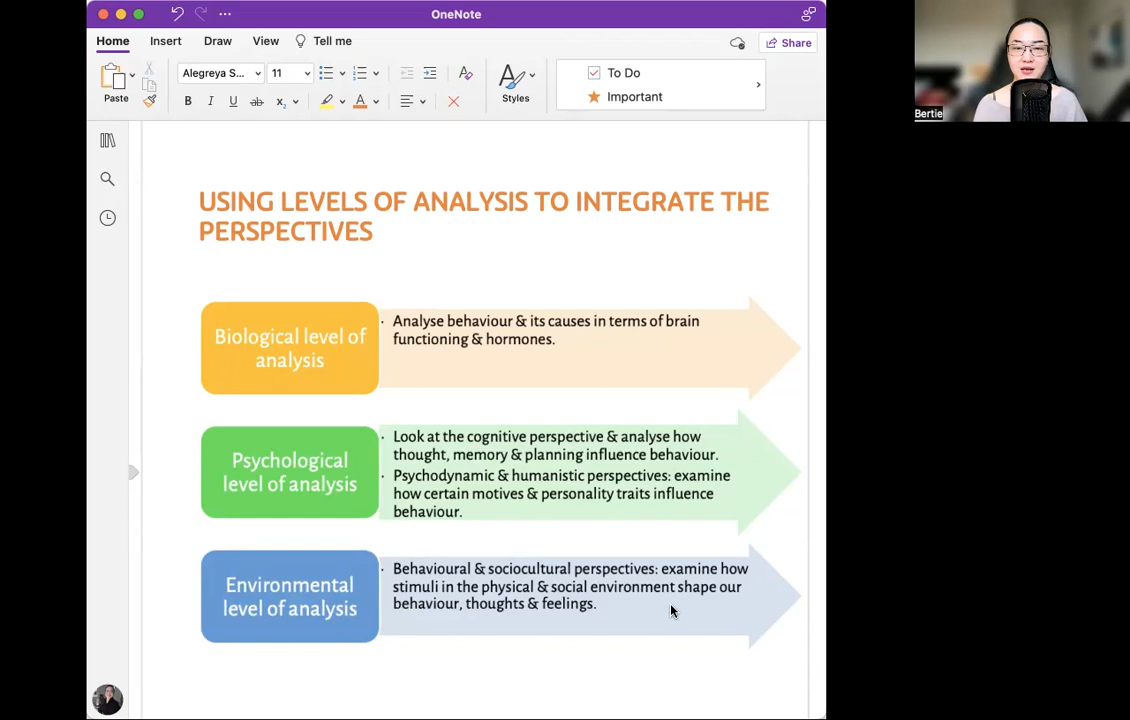 OneNote
Home Insert Draw View Tell me
Share
Paste
Alegreya S... 11
Styles
To Do
Important
Bertie
USING LEVELS OF ANALYSIS TO INTEGRATE THE
PERSPECTIVES
Biological level of
analysis
· Analyse behaviour & its causes in terms of brain
functioning & hormones.
Psychological
level of analysis
· Look at the cognitive perspective & analyse how
thought, memory & planning influence behaviour.
· Psychodynamic & humanistic perspectives: examine
how certain motives & personality traits influence
behaviour.
Environmental
level of analysis
· Behavioural & sociocultural perspectives: examine how
stimuli in the physical & social environment shape our
behaviour, thoughts & feelings.